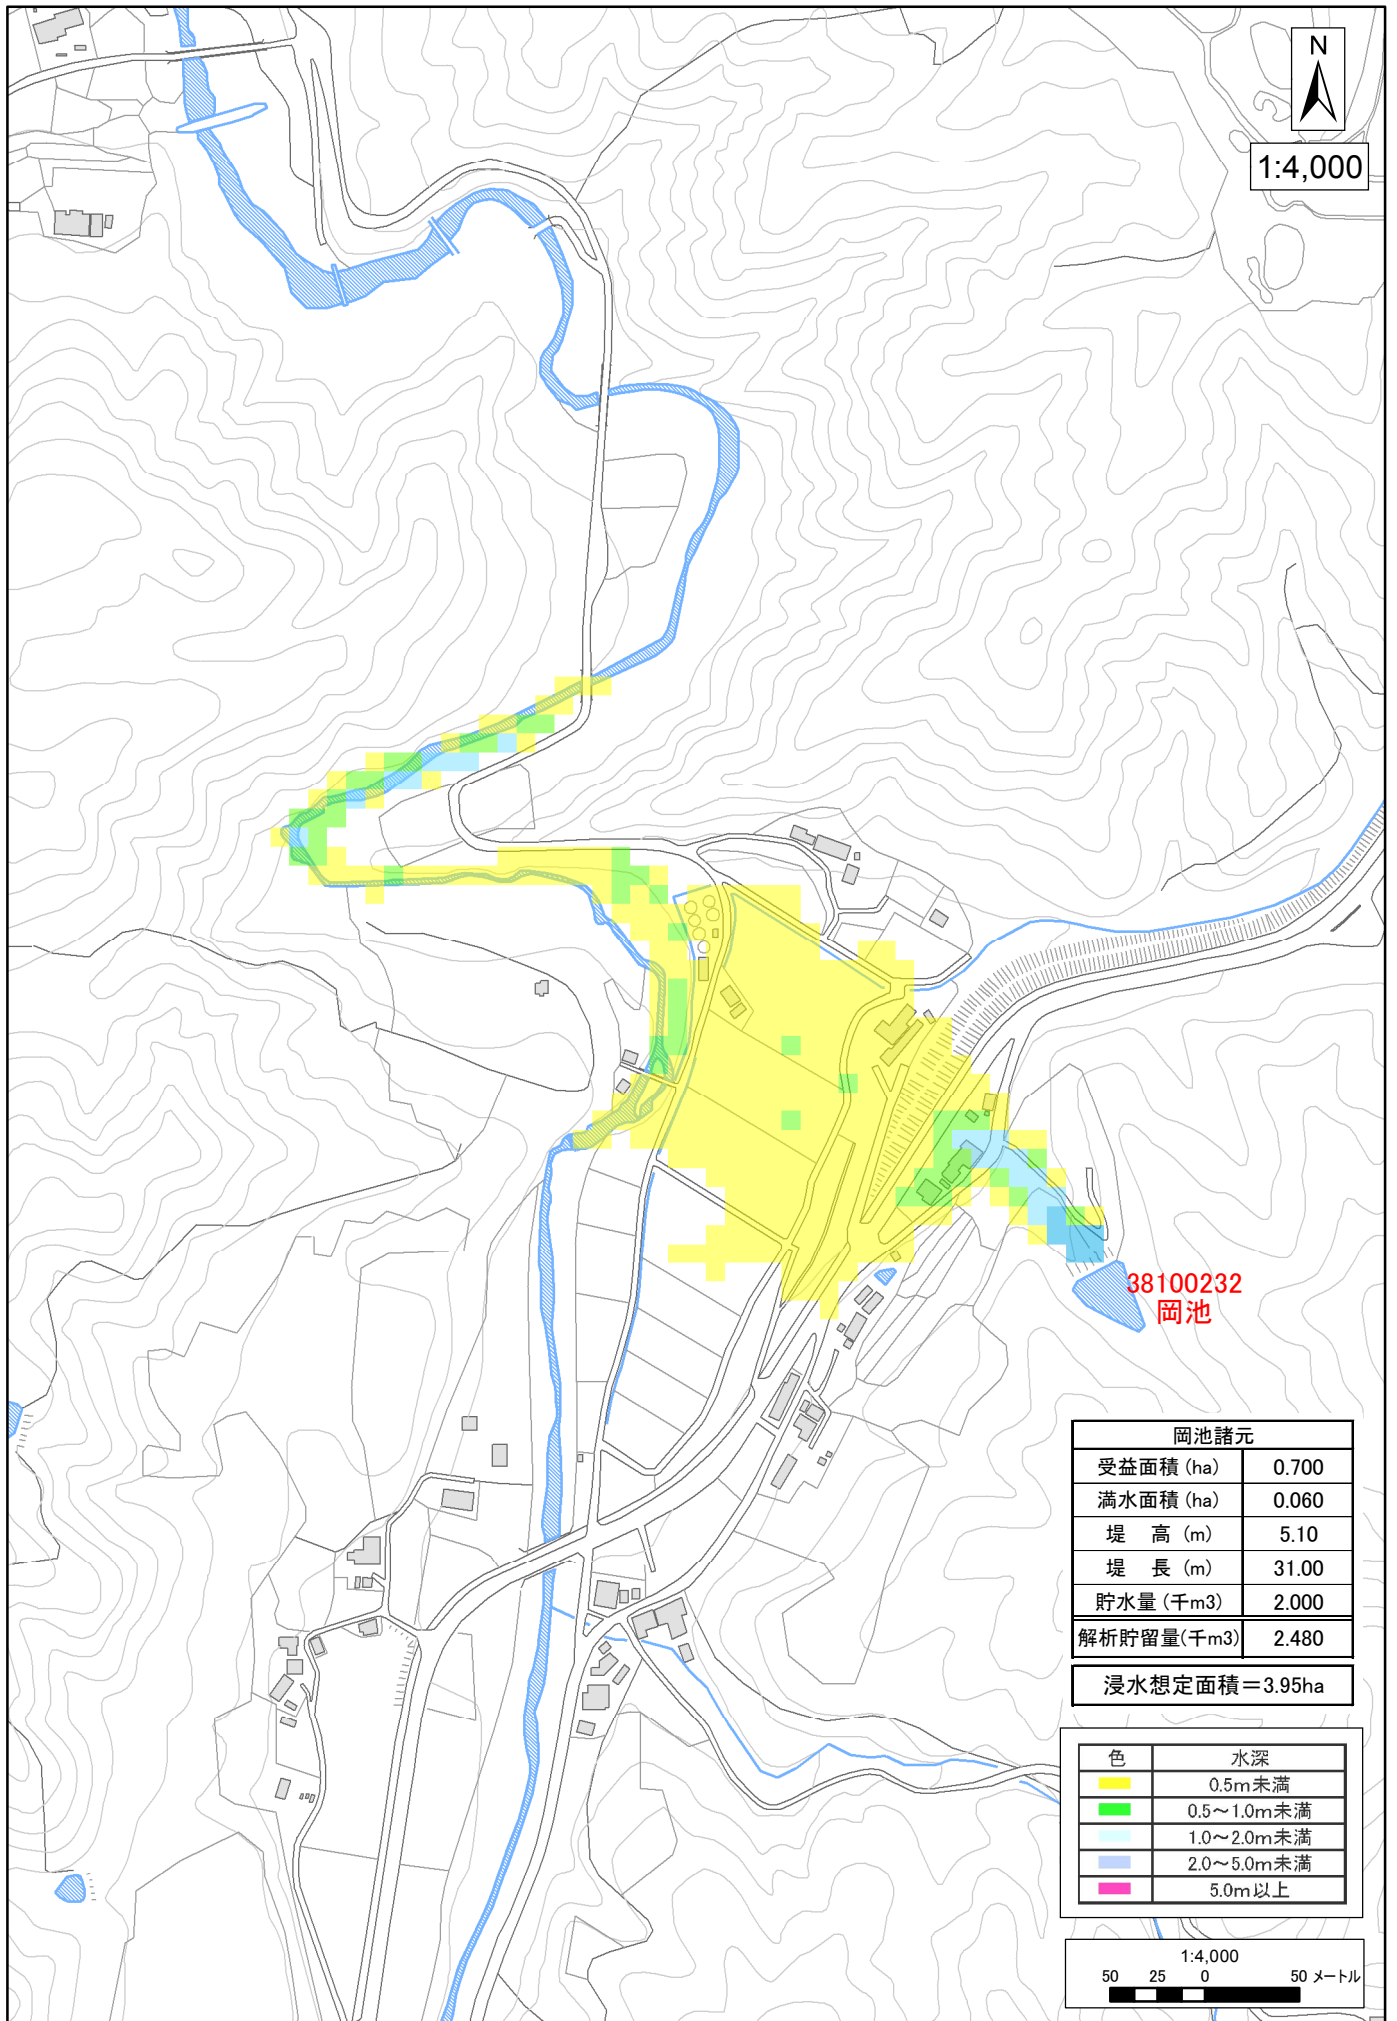 N
1:4,000
38100232
岡池
岡池諸元
受益面積 (ha) 0.700
満水面積 (ha) 0.060
堤 高 (m) 5.10
堤 長 (m) 31.00
貯水量 (千m3) 2.000
解析貯留量(千m3) 2.480
浸水想定面積＝3.95ha
色 水深
0.5m未満
0.5～1.0m未満
1.0～2.0m未満
2.0～5.0m未満
5.0m以上
1:4,000
50 25 0 50 メートル